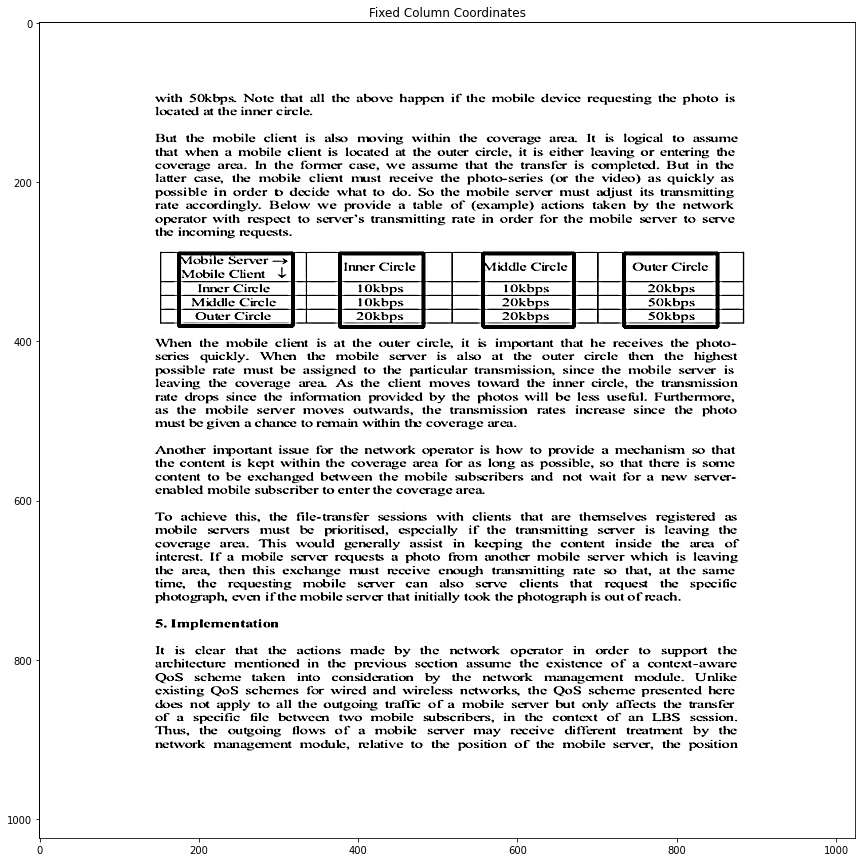 Fixed Column Coordinates
0
with 50kbps. Note that all the above happen if the mobile device requesting the photo is
located at the inner circle.
But the mobile client is also moving within the coverage area. It is logical to assume
that when a mobile client is located at the outer circle, it is either leaving or entering the
coverage area. In the former case, we assume that the transfer is completed. But in the
latter case, the mobile client must receive the photo-series (or the video) as quickly as
200
possible in order to decide what to do. So the mobile server must adjust its transmitting
rate accordingly. Below we provide a table of (example) actions taken by the network
operator with respect to server's transmitting rate in order for the mobile server to serve
the incoming requests.
Mobile Server → Inner Circle Middle Circle Outer Circle
Mobile Client ↓
Inner Circle 10kbps 10kbps 20kbps
Middle Circle 10kbps 20kbps 50kbps
Outer Circle 20kbps 20kbps 50kbps
400
When the mobile client is at the outer circle, it is important that he receives the photo-
series quickly. When the mobile server is also at the outer circle then the highest
possible rate must be assigned to the particular transmission, since the mobile server is
leaving the coverage area. As the client moves toward the inner circle, the transmission
rate drops since the information provided by the photos will be less useful. Furthermore,
as the mobile server moves outwards, the transmission rates increase since the photo
must be given a chance to remain within the coverage area.
Another important issue for the network operator is how to provide a mechanism so that
the content is kept within the coverage area for as long as possible, so that there is some
content to be exchanged between the mobile subscribers and not wait for a new server-
enabled mobile subscriber to enter the coverage area.
600
To achieve this, the file-transfer sessions with clients that are themselves registered as
mobile servers must be prioritised, especially if the transmitting server is leaving the
coverage area. This would generally assist in keeping the content inside the area of
interest. If a mobile server requests a photo from another mobile server which is leaving
the area, then this exchange must receive enough transmitting rate so that, at the same
time, the requesting mobile server can also serve clients that request the specific
photograph, even if the mobile server that initially took the photograph is out of reach.
5. Implementation
It is clear that the actions made by the network operator in order to support the
800
architecture mentioned in the previous section assume the existence of a context-aware
QoS scheme taken into consideration by the network management module. Unlike
existing QoS schemes for wired and wireless networks, the QoS scheme presented here
does not apply to all the outgoing traffic of a mobile server but only affects the transfer
of a specific file between two mobile subscribers, in the context of an LBS session.
Thus, the outgoing flows of a mobile server may receive different treatment by the
network management module, relative to the position of the mobile server, the position
1000
0 200 400 600 800 1000